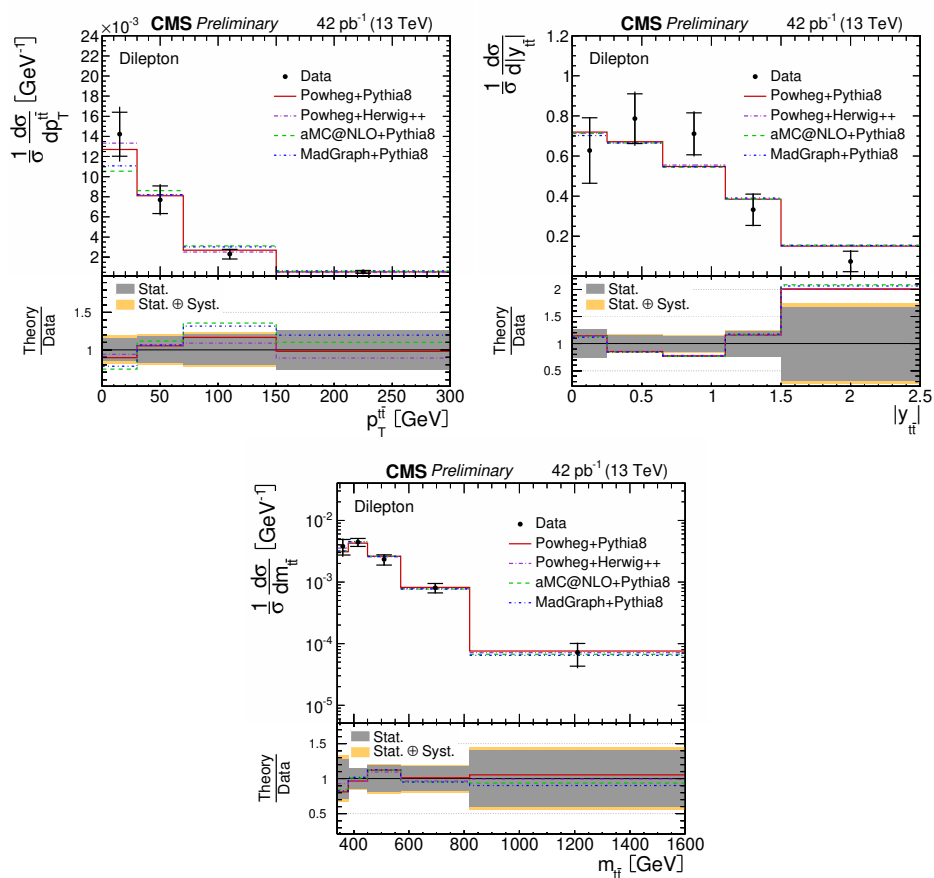 CMS Preliminary 42 pb⁻¹ (13 TeV)
×10⁻³
Dilepton
Data
Powheg+Pythia8
Powheg+Herwig++
aMC@NLO+Pythia8
MadGraph+Pythia8
1/σ dσ/dp_T^{tt̄} [GeV⁻¹]
24
22
20
18
16
14
12
10
8
6
4
2
Stat.
Stat. ⊕ Syst.
Theory
Data
1.5
1
0 50 100 150 200 250 300
p_T^{tt̄} [GeV]
CMS Preliminary 42 pb⁻¹ (13 TeV)
Dilepton
Data
Powheg+Pythia8
Powheg+Herwig++
aMC@NLO+Pythia8
MadGraph+Pythia8
1/σ dσ/d|y_{tt̄}|
1.2
1
0.8
0.6
0.4
0.2
0
Stat.
Stat. ⊕ Syst.
Theory
Data
2
1.5
1
0.5
0 0.5 1 1.5 2 2.5
|y_{tt̄}|
CMS Preliminary 42 pb⁻¹ (13 TeV)
Dilepton
Data
Powheg+Pythia8
Powheg+Herwig++
aMC@NLO+Pythia8
MadGraph+Pythia8
1/σ dσ/dm_{tt̄} [GeV⁻¹]
10⁻²
10⁻³
10⁻⁴
10⁻⁵
Stat.
Stat. ⊕ Syst.
Theory
Data
1.5
1
0.5
400 600 800 1000 1200 1400 1600
m_{tt̄} [GeV]